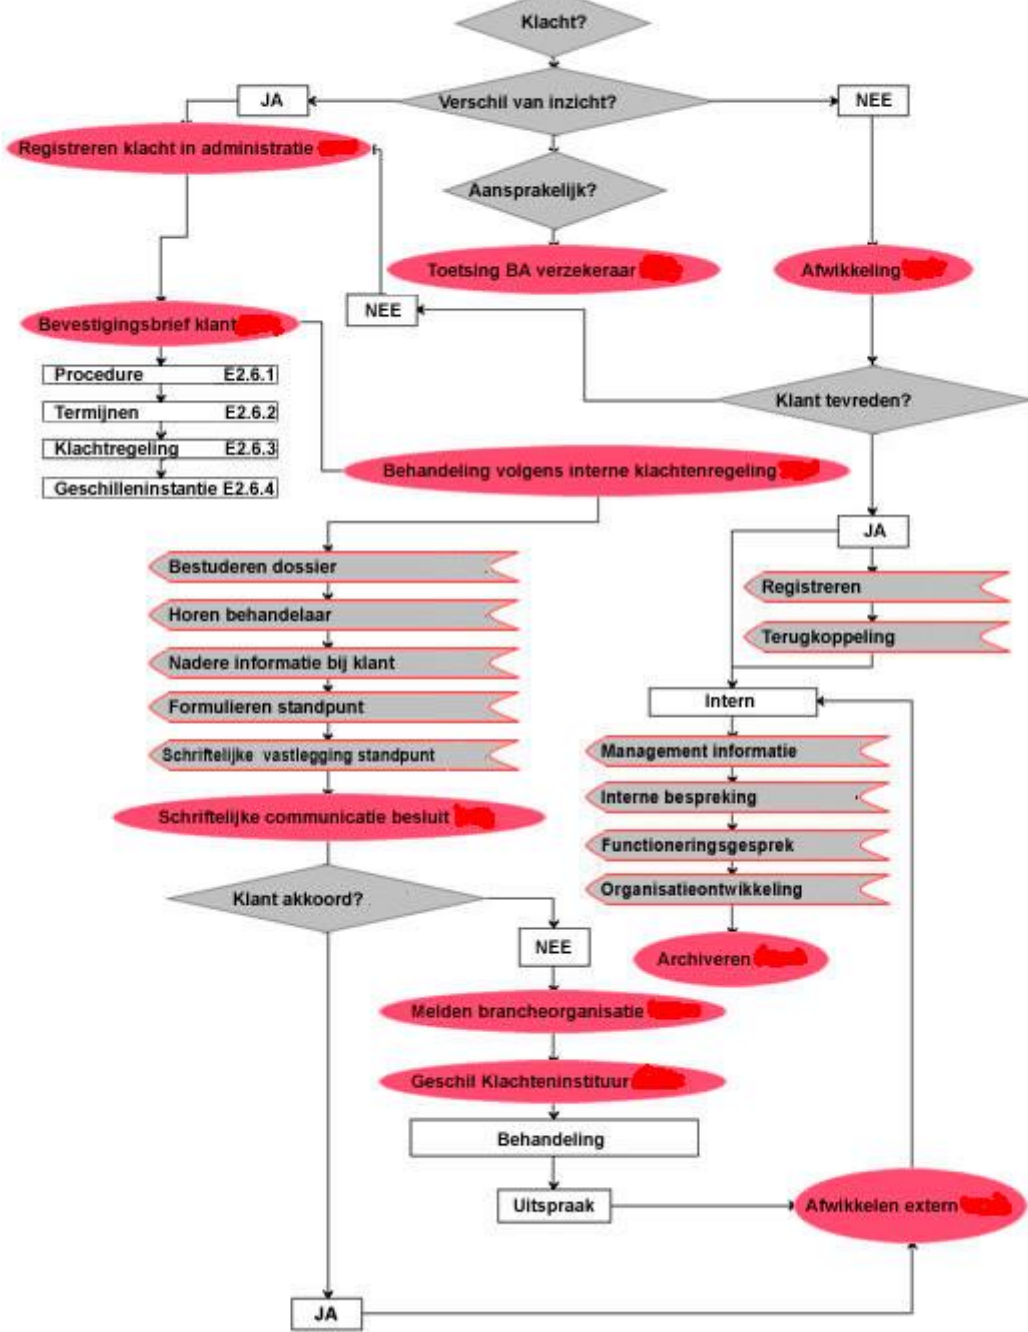 Klacht?
JA
Verschil van inzicht?
NEE
Registreren klacht in administratie
Aansprakelijk?
Toetsing BA verzekeraar
Afwikkeling
NEE
Bevestigingsbrief klant
Procedure E2.6.1
Termijnen E2.6.2
Klachtregeling E2.6.3
Geschilleninstantie E2.6.4
Klant tevreden?
Behandeling volgens interne klachtenregeling
JA
Bestuderen dossier
Horen behandelaar
Nadere informatie bij klant
Formulieren standpunt
Schriftelijke vastlegging standpunt
Schriftelijke communicatie besluit
Registreren
Terugkoppeling
Intern
Management informatie
Interne bespreking
Functioneringsgesprek
Organisatieontwikkeling
Archiveren
Klant akkoord?
NEE
Melden brancheorganisatie
Geschil Klachteninstituur
Behandeling
Uitspraak
Afwikkelen extern
JA